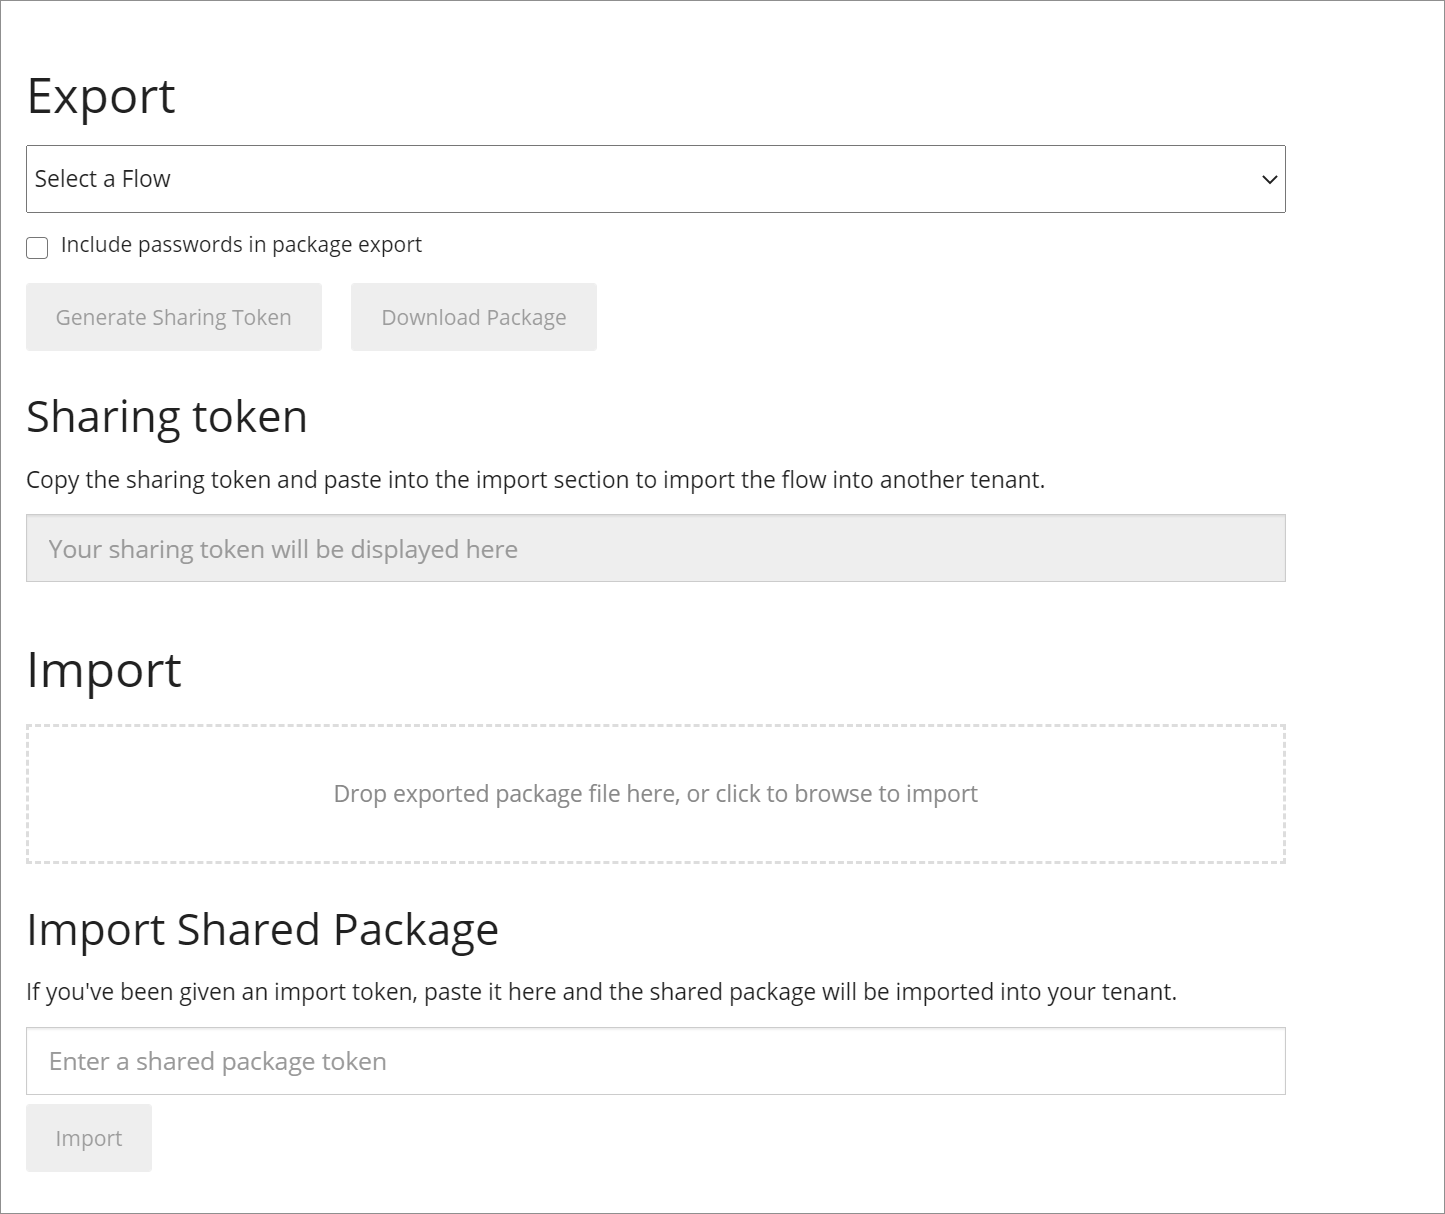 Export
Select a Flow
Include passwords in package export
Generate Sharing Token
Download Package
Sharing token
Copy the sharing token and paste into the import section to import the flow into another tenant.
Your sharing token will be displayed here
Import
Drop exported package file here, or click to browse to import
Import Shared Package
If you've been given an import token, paste it here and the shared package will be imported into your tenant.
Enter a shared package token
Import